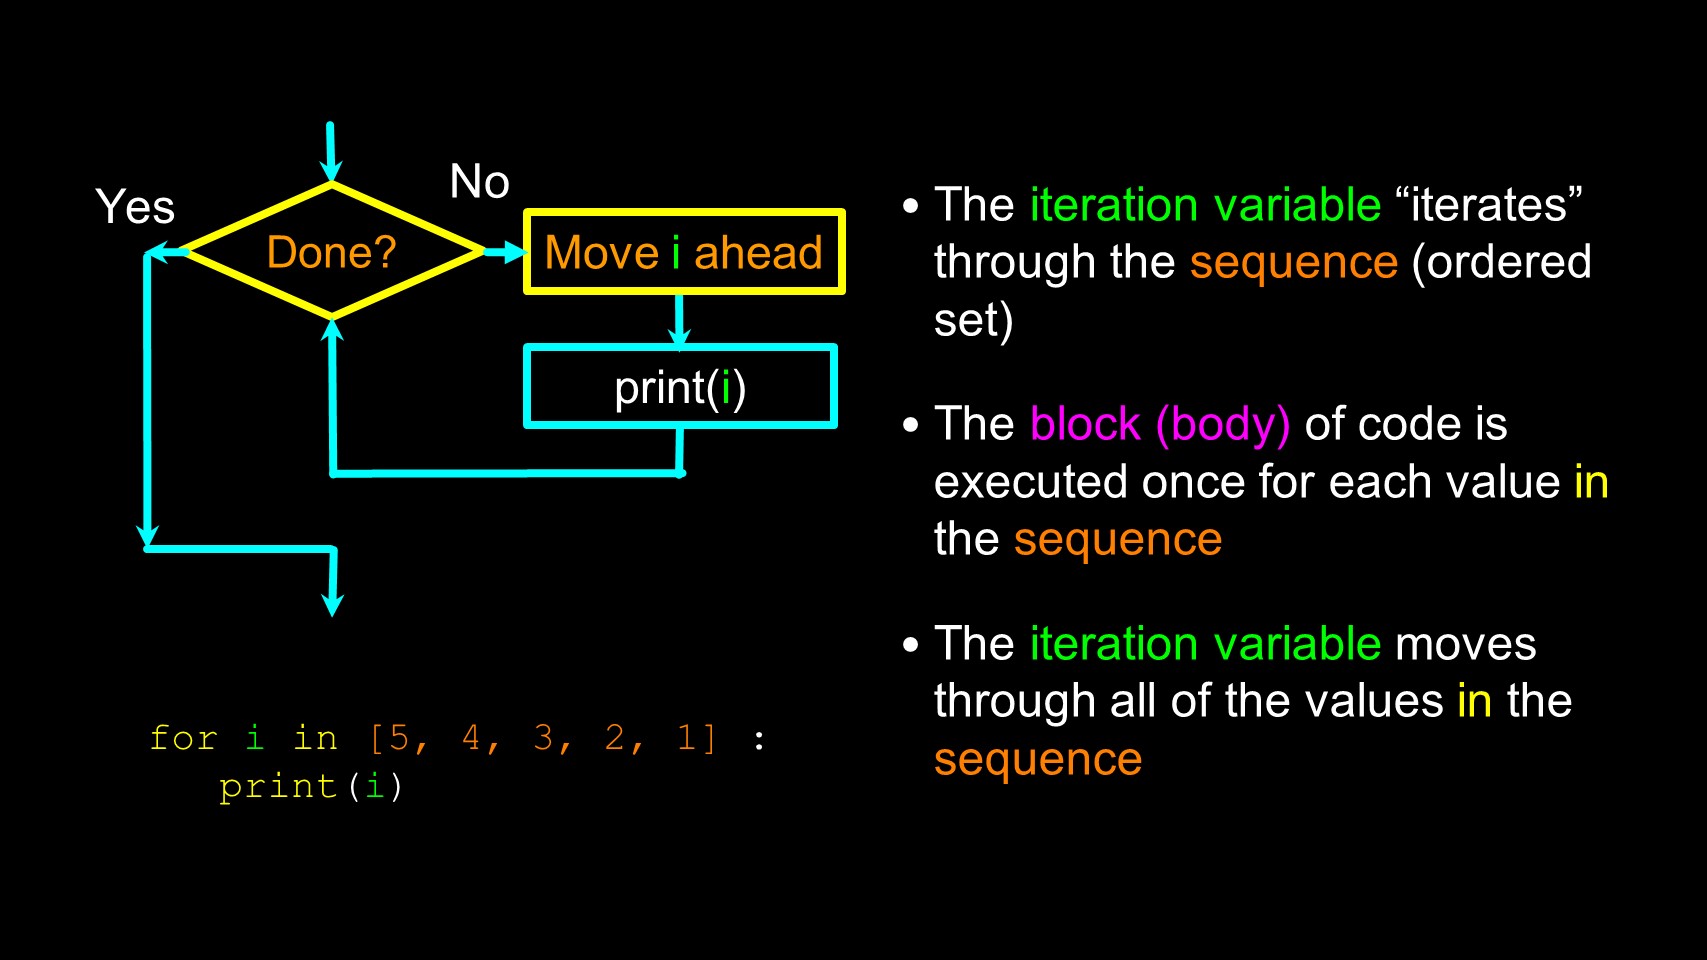 Yes
No
Done?
Move i ahead
print(i)
for i in [5, 4, 3, 2, 1] :
print(i)
• The iteration variable “iterates”
through the sequence (ordered
set)
• The block (body) of code is
executed once for each value in
the sequence
• The iteration variable moves
through all of the values in the
sequence